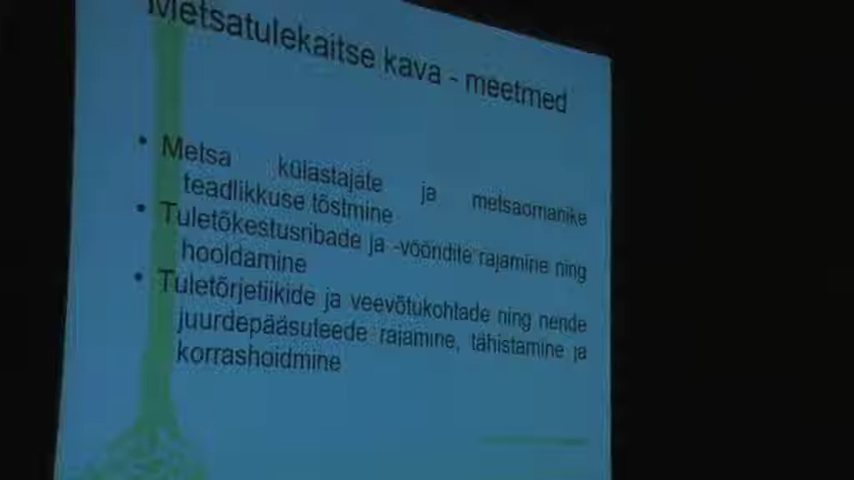 Metsatulekaitse kava - meetmed
• Metsa külastajate ja metsaomanike
teadlikkuse tõstmine
• Tuletõkestusribade ja -vööndite rajamine ning
hooldamine
• Tuletõrjetiikide ja veevõtukohtade ning nende
juurdepääsuteede rajamine, tähistamine ja
korrashoidmine